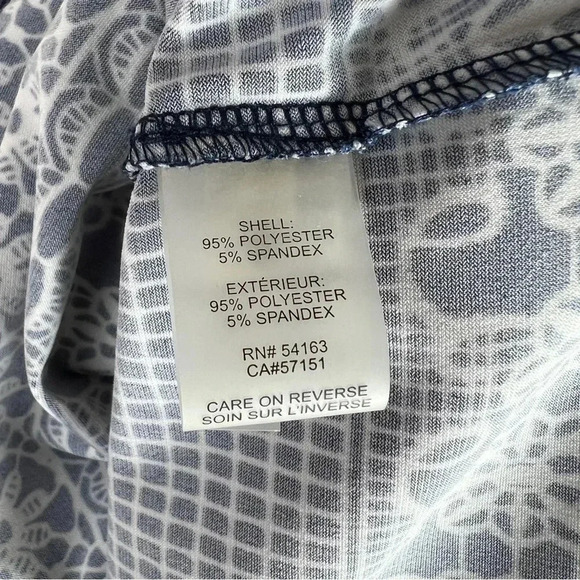 SHELL:
95% POLYESTER
5% SPANDEX
EXTÉRIEUR:
95% POLYESTER
5% SPANDEX
RN# 54163
CA#57151
CARE ON REVERSE
SOIN SUR L'INVERSE